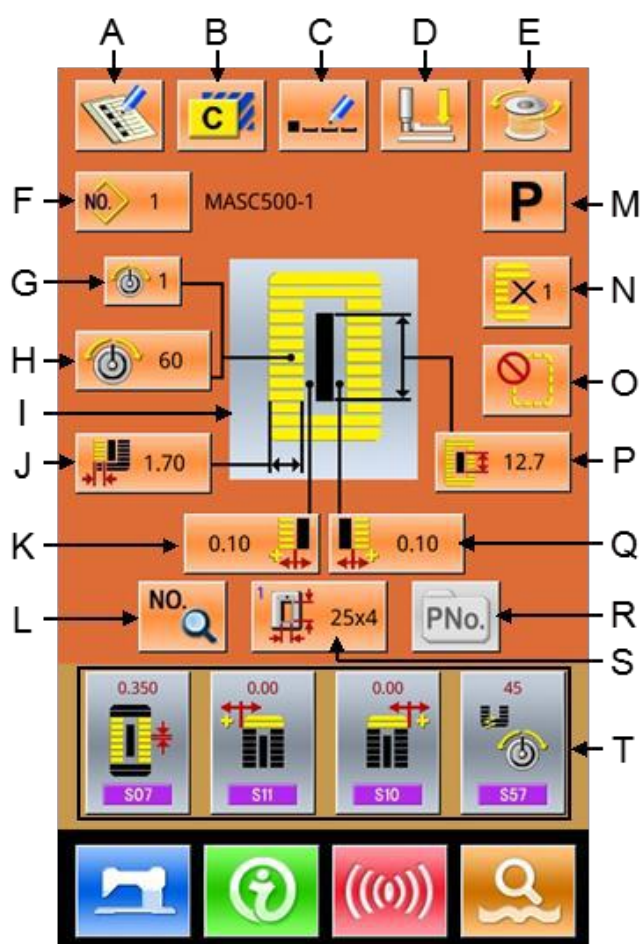 A B C D E
C
F NO. 1 MASC500-1 P M
G 1 ×1 N
H 60 O
I
J 1.70 12.7 P
K 0.10 0.10 Q
L NO. 1 25x4 PNo. R
S
0.350 0.00 0.00 45
T
S07 S11 S10 S57
i